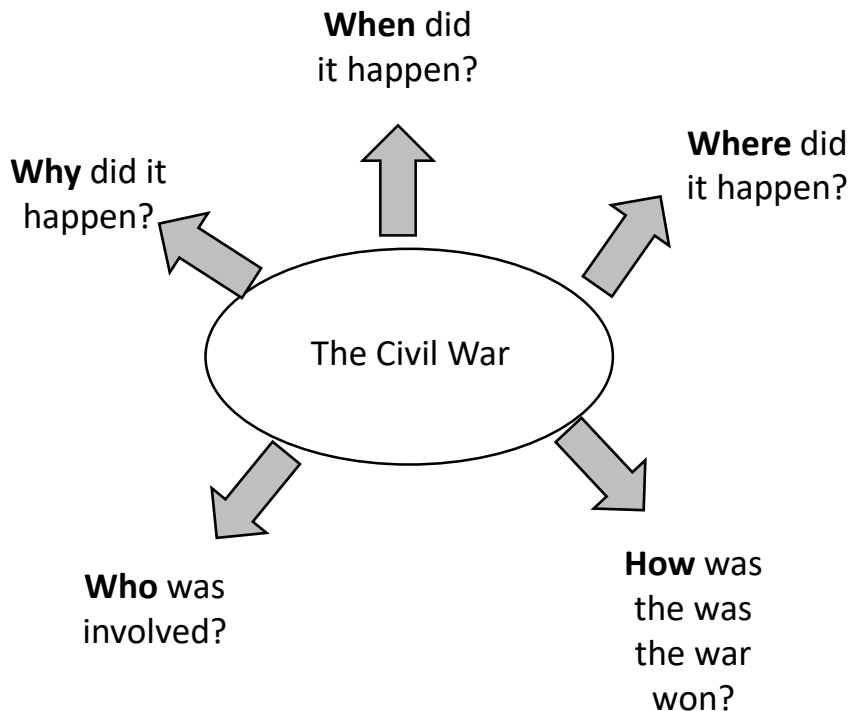 When did
it happen?
Why did it
happen?
Where did
it happen?
The Civil War
Who was
involved?
How was
the was
the war
won?